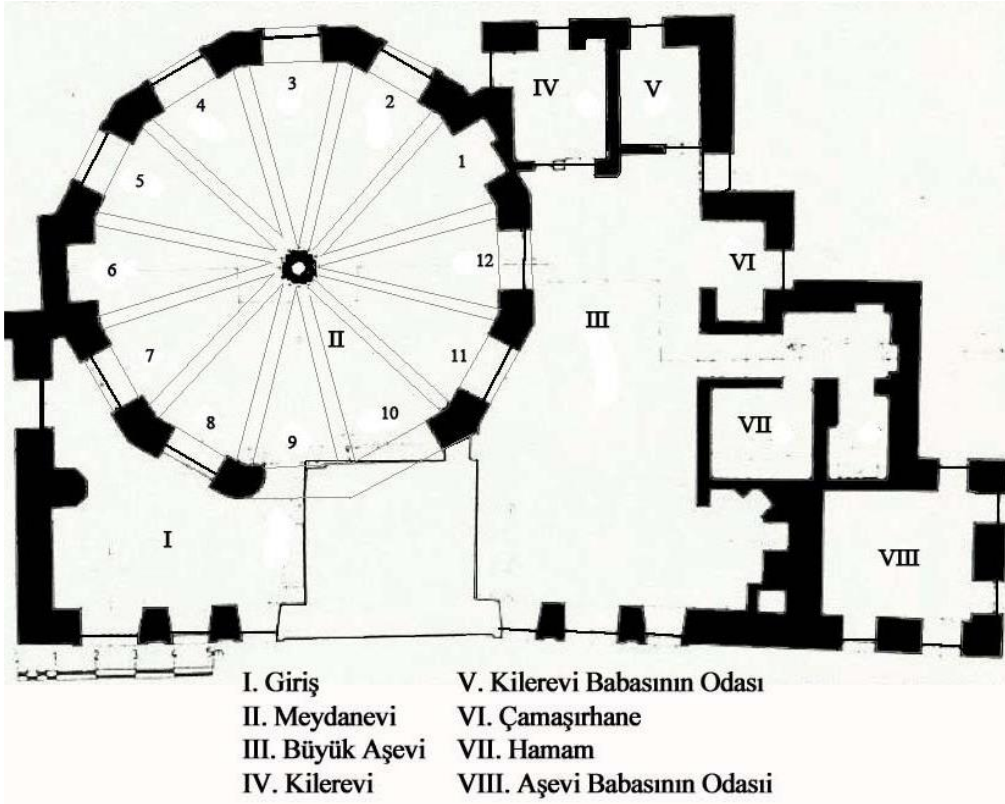 3
2
4
1
5
6
12
7
11
8
9
10
IV
V
VI
II
III
VII
I
VIII
1
2
3
4
5m
I. Giriş
II. Meydanevi
III. Büyük Aşevi
IV. Kilerevi
V. Kilerevi Babasının Odası
VI. Çamaşırhane
VII. Hamam
VIII. Aşevi Babasının Odasıi